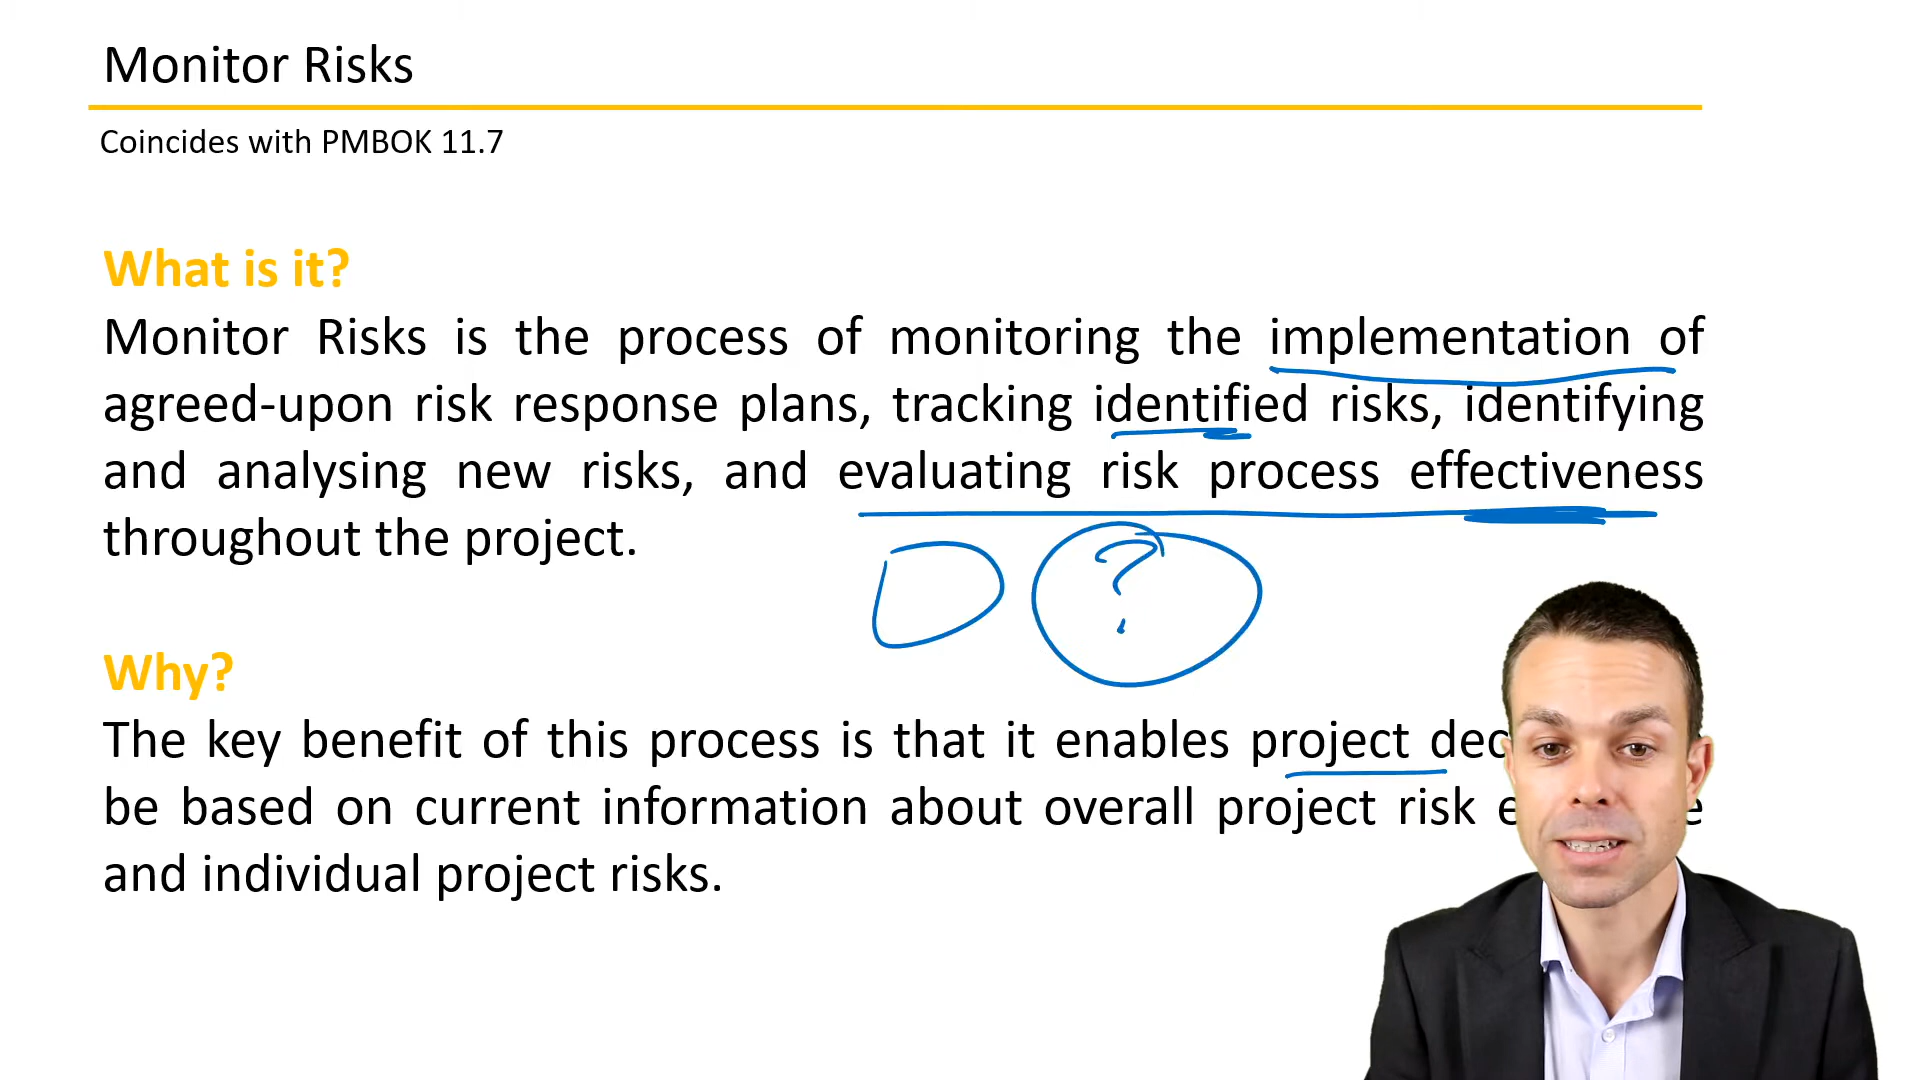 Monitor Risks
Coincides with PMBOK 11.7
What is it?
Monitor Risks is the process of monitoring the implementation of
agreed-upon risk response plans, tracking identified risks, identifying
and analysing new risks, and evaluating risk process effectiveness
throughout the project.
?
Why?
The key benefit of this process is that it enables project
be based on current information about overall project risk
and individual project risks.